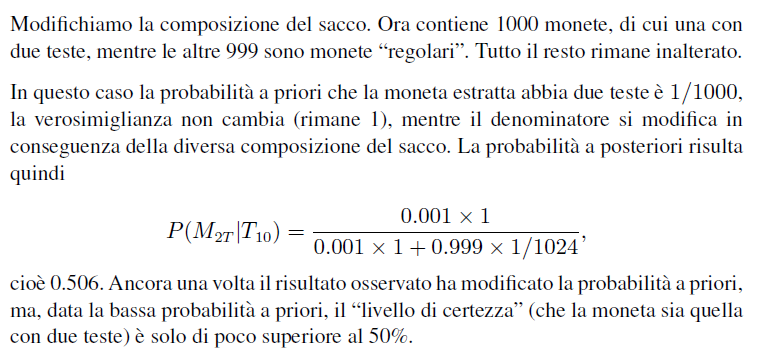 Modifichiamo la composizione del sacco. Ora contiene 1000 monete, di cui una con
due teste, mentre le altre 999 sono monete “regolari”. Tutto il resto rimane inalterato.
In questo caso la probabilità a priori che la moneta estratta abbia due teste è 1/1000,
la verosimiglianza non cambia (rimane 1), mentre il denominatore si modifica in
conseguenza della diversa composizione del sacco. La probabilità a posteriori risulta
quindi
P(M_{2T}|T_{10}) = \frac{0.001 × 1}{0.001 × 1 + 0.999 × 1/1024},
cioè 0.506. Ancora una volta il risultato osservato ha modificato la probabilità a priori,
ma, data la bassa probabilità a priori, il “livello di certezza” (che la moneta sia quella
con due teste) è solo di poco superiore al 50%.